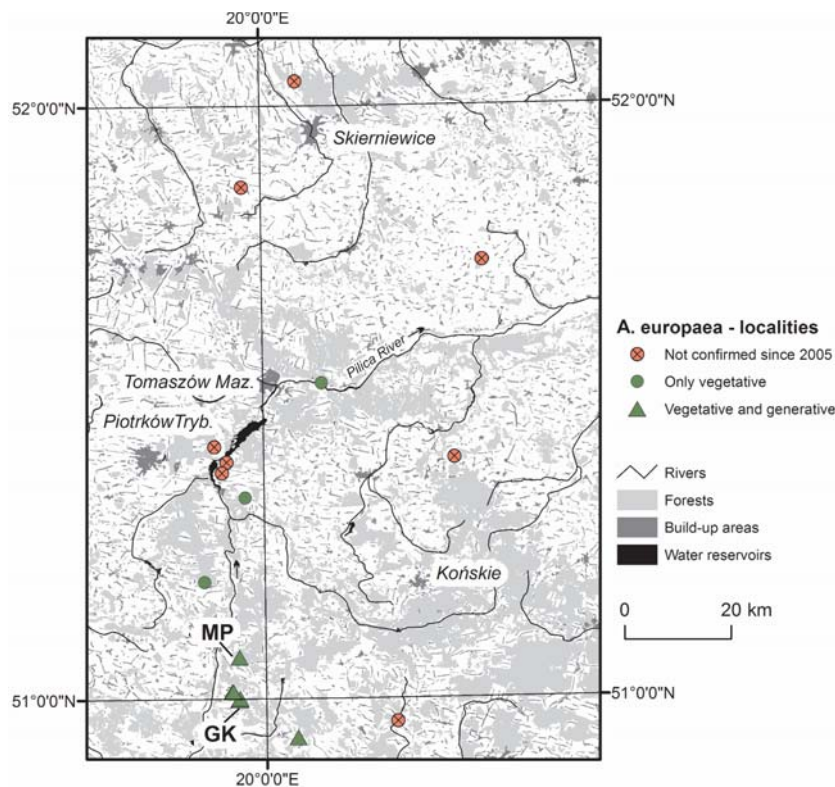 20°0'0"E
52°0'0"N
52°0'0"N
Skierniewice
Pilica River
Tomaszów Maz.
PiotrkówTryb.
Końskie
MP
GK
51°0'0"N
51°0'0"N
20°0'0"E
A. europaea - localities
Not confirmed since 2005
Only vegetative
Vegetative and generative
Rivers
Forests
Build-up areas
Water reservoirs
0 20 km